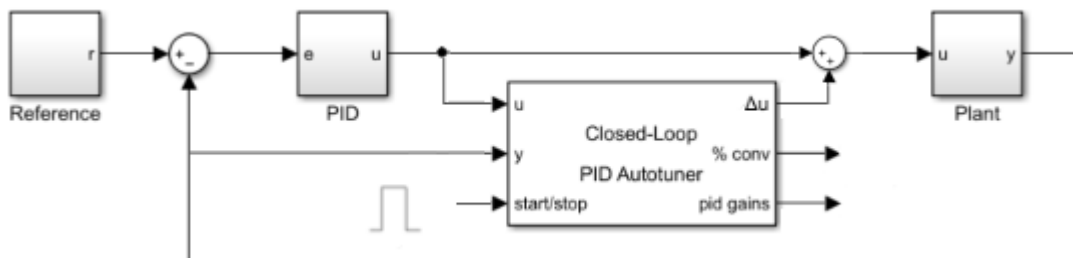 r
+
−
e
u
+
+
u
y
Reference
PID
Plant
u
Δu
Closed-Loop
y
% conv
PID Autotuner
start/stop
pid gains